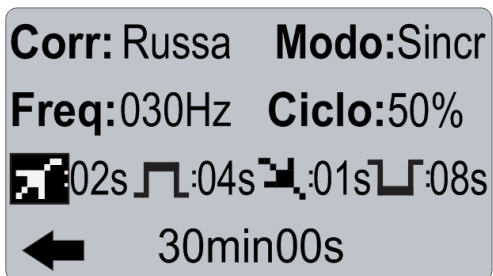 Corr: Russa Modo:Sincr
Freq:030Hz Ciclo:50%
:02s :04s :01s :08s
30min00s